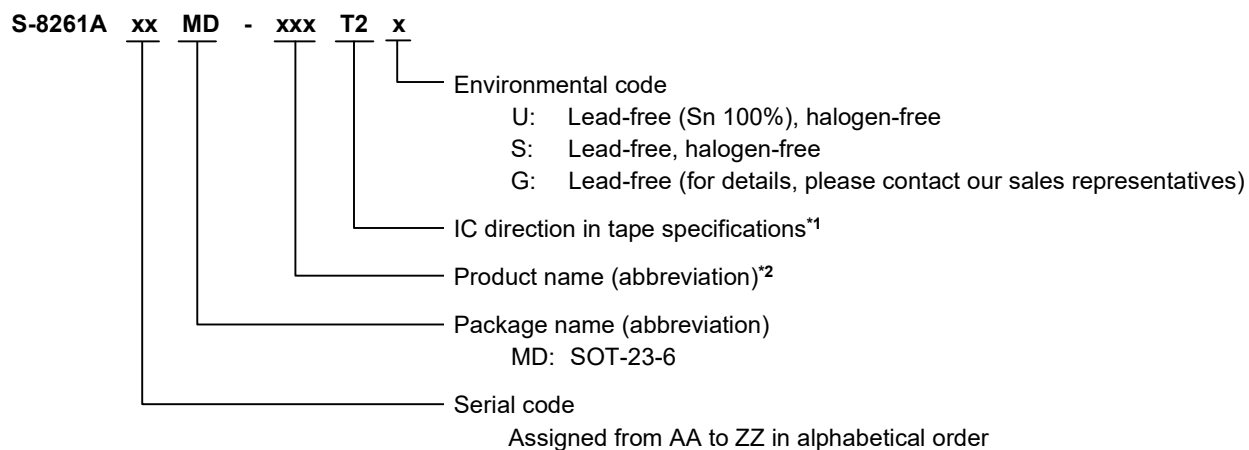 S-8261A xx MD - xxx T2 x
Environmental code
U: Lead-free (Sn 100%), halogen-free
S: Lead-free, halogen-free
G: Lead-free (for details, please contact our sales representatives)
IC direction in tape specifications*1
Product name (abbreviation)*2
Package name (abbreviation)
MD: SOT-23-6
Serial code
Assigned from AA to ZZ in alphabetical order